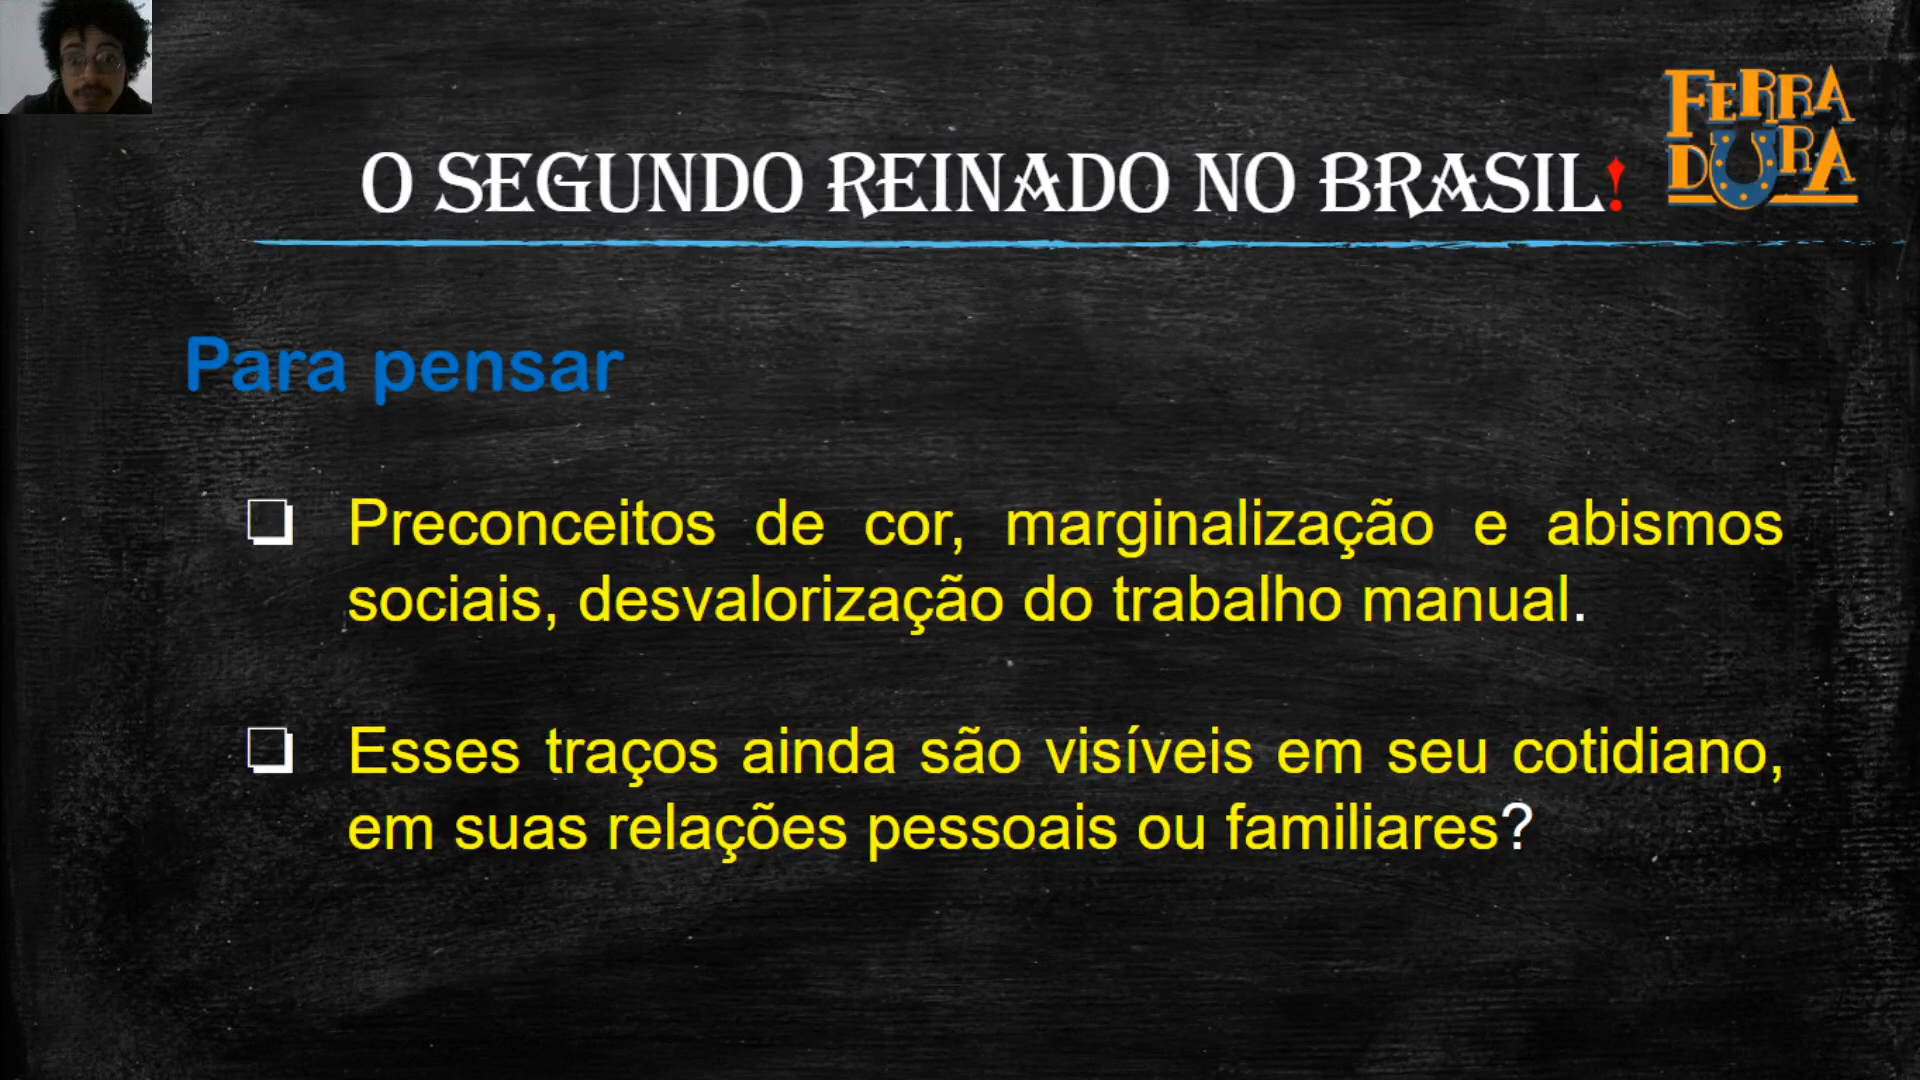 FERRA
DURA
O SEGUNDO REINADO NO BRASIL!
Para pensar
Preconceitos de cor, marginalização e abismos
sociais, desvalorização do trabalho manual.
Esses traços ainda são visíveis em seu cotidiano,
em suas relações pessoais ou familiares?